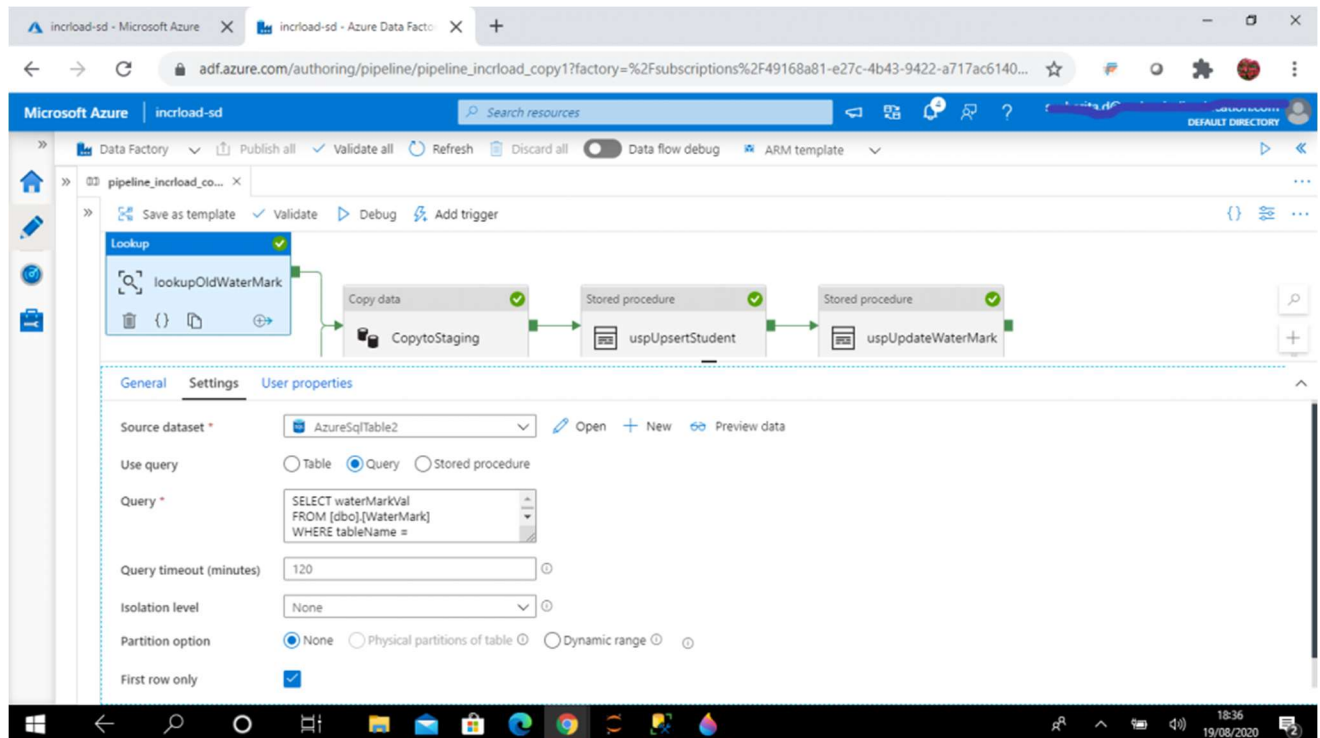 incrload-sd - Microsoft Azure
incrload-sd - Azure Data Facto
adf.azure.com/authoring/pipeline/pipeline_incrload_copy1?factory=%2Fsubscriptions%2F49168a81-e27c-4b43-9422-a717ac6140...
Microsoft Azure incrload-sd Search resources
DEFAULT DIRECTORY
Data Factory Publish all Validate all Refresh Discard all Data flow debug ARM template
pipeline_incrload_co...
Save as template Validate Debug Add trigger
Lookup
lookupOldWaterMark
Copy data Stored procedure Stored procedure
CopytoStaging uspUpsertStudent uspUpdateWaterMark
General Settings User properties
Source dataset * AzureSqlTable2 Open New Preview data
Use query Table Query Stored procedure
Query * SELECT waterMarkVal
FROM [dbo].[WaterMark]
WHERE tableName =
Query timeout (minutes) 120
Isolation level None
Partition option None Physical partitions of table Dynamic range
First row only
18:36
19/08/2020